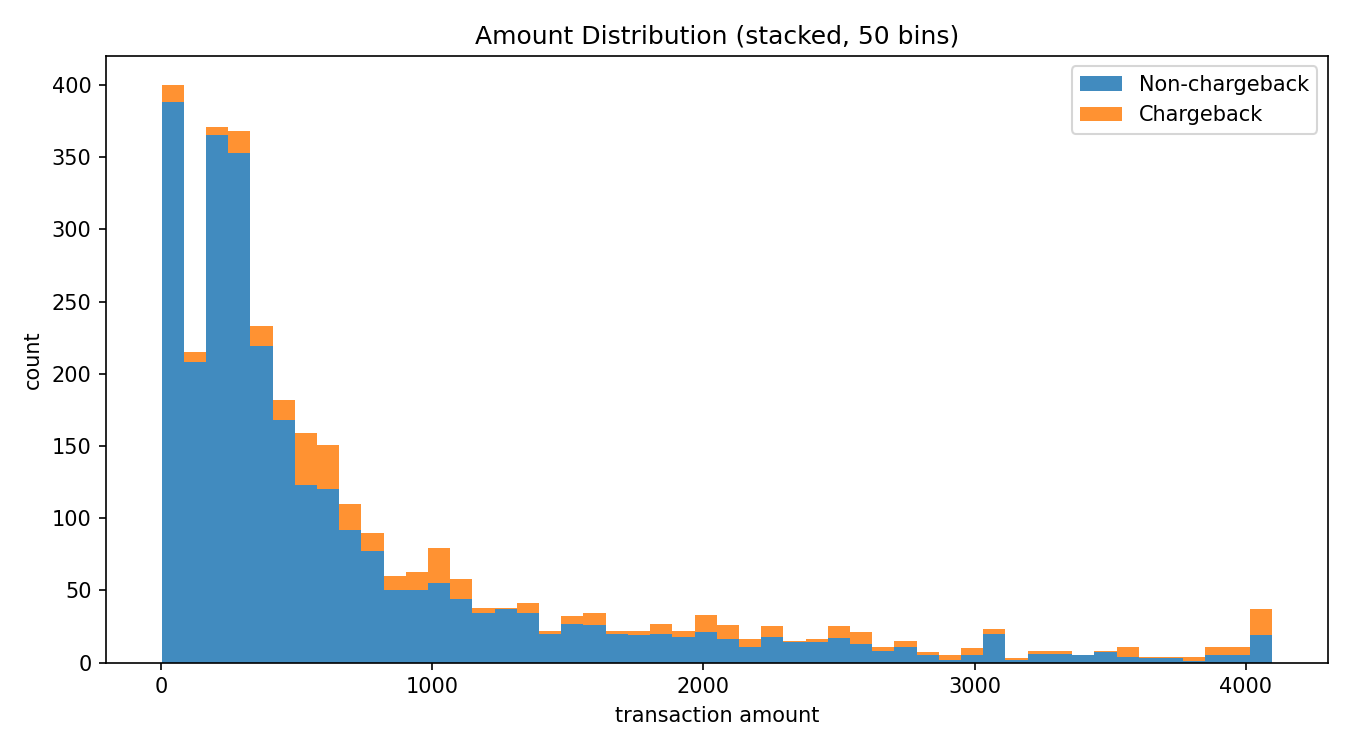 Amount Distribution (stacked, 50 bins)
Non-chargeback
Chargeback
400
350
300
250
200
150
100
50
0
count
0 1000 2000 3000 4000
transaction amount